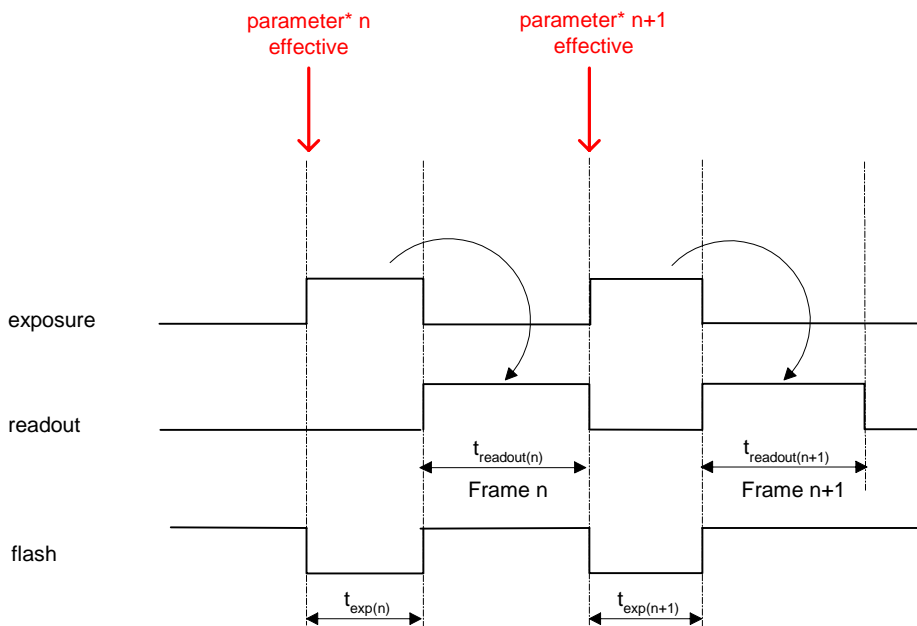 parameter* n
effective
parameter* n+1
effective
exposure
readout
t_readout(n)
t_readout(n+1)
Frame n
Frame n+1
flash
t_exp(n)
t_exp(n+1)